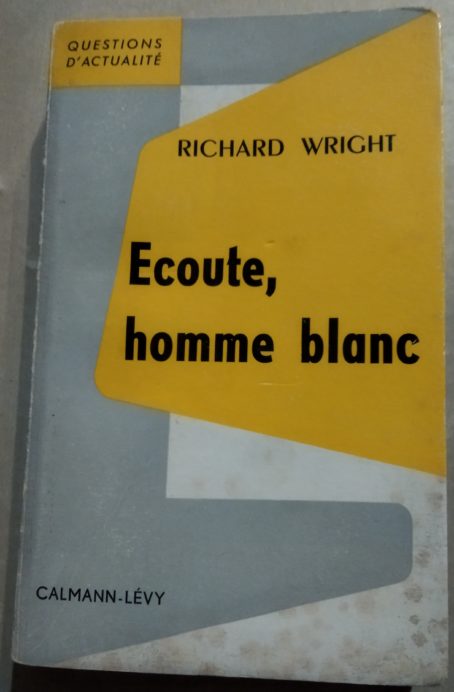 QUESTIONS
D'ACTUALITÉ
RICHARD WRIGHT
Ecoute,
homme blanc
CALMANN-LÉVY